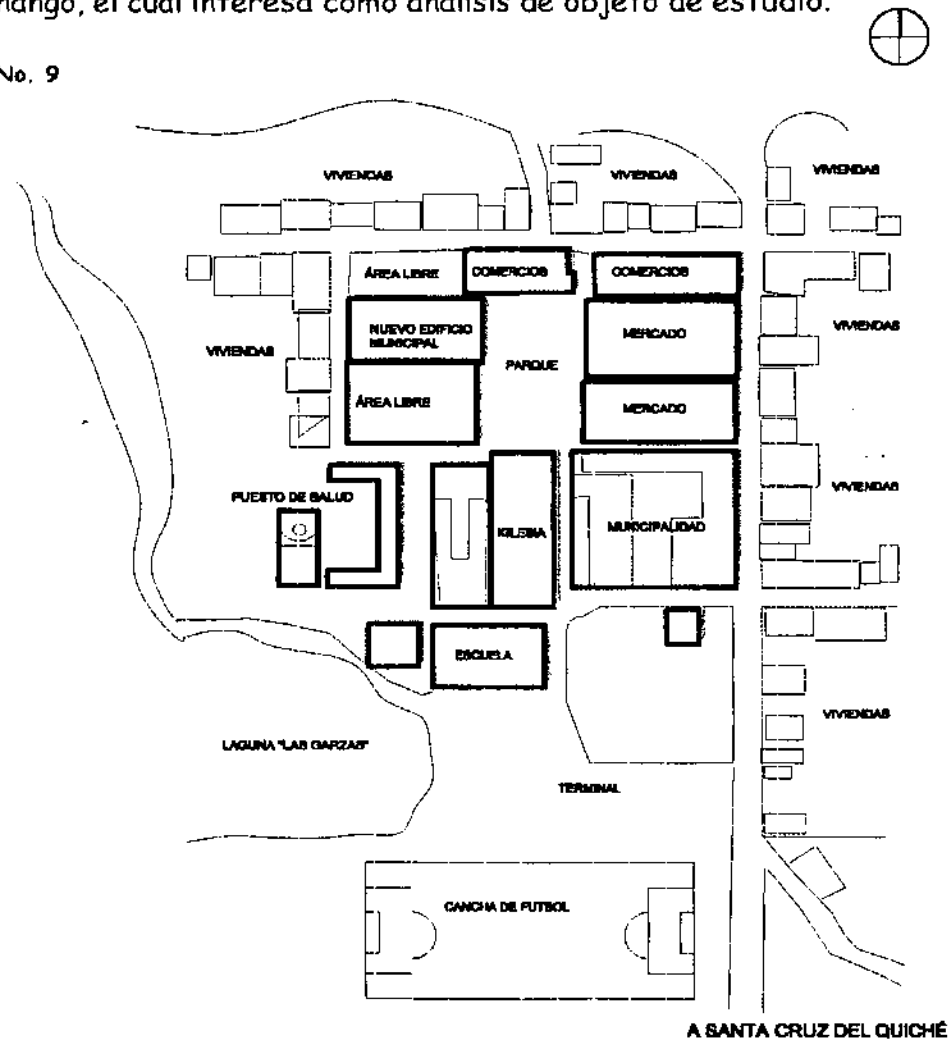 el cual interesa como análisis de objeto de estudio.
No. 9
VIVIENDAS
VIVIENDAS
VIVIENDAS
ÁREA LIBRE
COMERCIOS
COMERCIOS
NUEVO EDIFICIO
MUNICIPAL
MERCADO
VIVIENDAS
VIVIENDAS
PARQUE
ÁREA LIBRE
MERCADO
PUESTO DE SALUD
VIVIENDAS
IGLESIA
MUNICIPALIDAD
ESCUELA
VIVIENDAS
LAGUNA "LAS GARZAS"
TERMINAL
CANCHA DE FUTBOL
A SANTA CRUZ DEL QUICHÉ